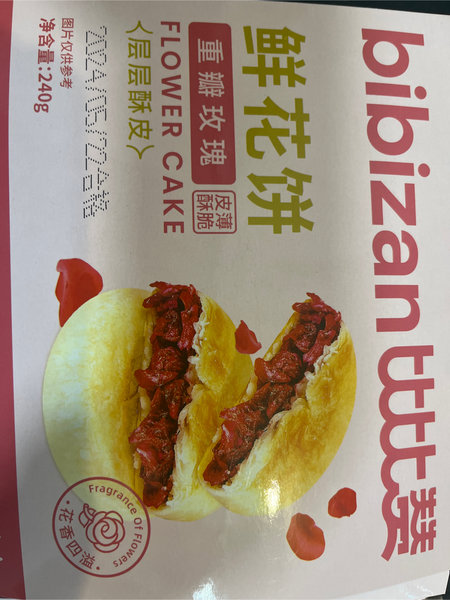 bibizan 比比赞
鲜花饼
重瓣玫瑰
皮薄
酥脆
FLOWER CAKE
<层层酥皮>
2024/05/22合格
图片仅供参考
净含量:240g
Fragrance Of Flowers
花香四溢